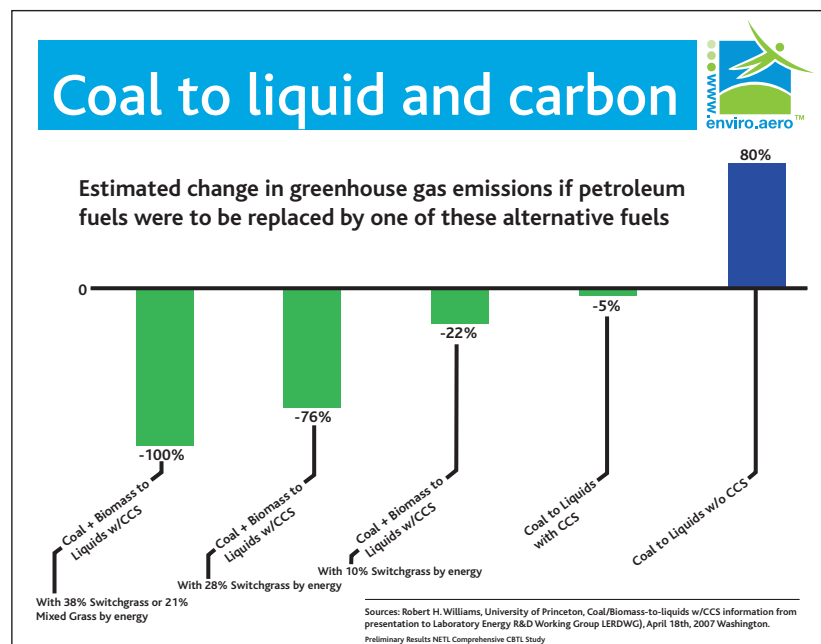 Coal to liquid and carbon
www.
enviro.aero™
80%
Estimated change in greenhouse gas emissions if petroleum
fuels were to be replaced by one of these alternative fuels
0
-5%
-22%
-76%
-100%
Coal + Biomass to
Liquids w/CCS
Coal + Biomass to
Liquids w/CCS
Coal + Biomass to
Liquids w/CCS
Coal to Liquids
with CCS
Coal to Liquids w/o CCS
With 38% Switchgrass or 21%
Mixed Grass by energy
With 28% Switchgrass by energy
With 10% Switchgrass by energy
Sources: Robert H. Williams, University of Princeton, Coal/Biomass-to-liquids w/CCS information from
presentation to Laboratory Energy R&D Working Group LERDWG), April 18th, 2007 Washington.
Preliminary Results NETL Comprehensive CBTL Study